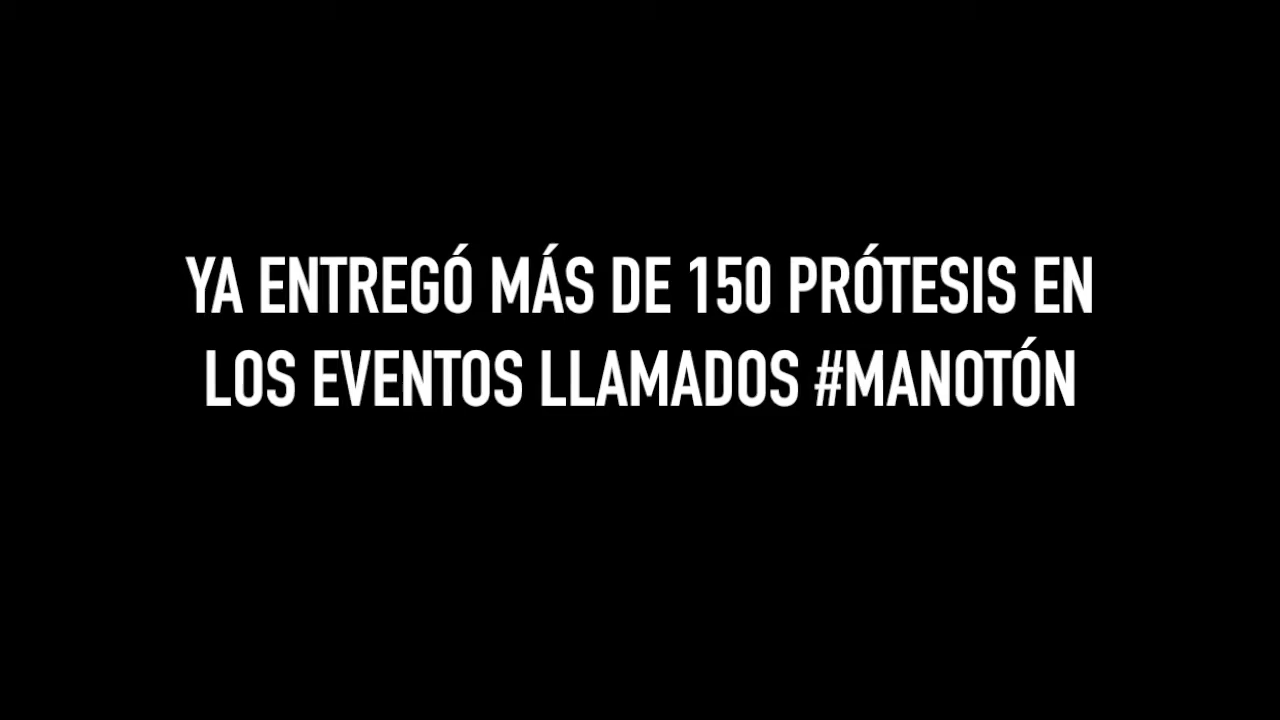 YA ENTREGÓ MÁS DE 150 PRÓTESIS EN
LOS EVENTOS LLAMADOS #MANOTÓN